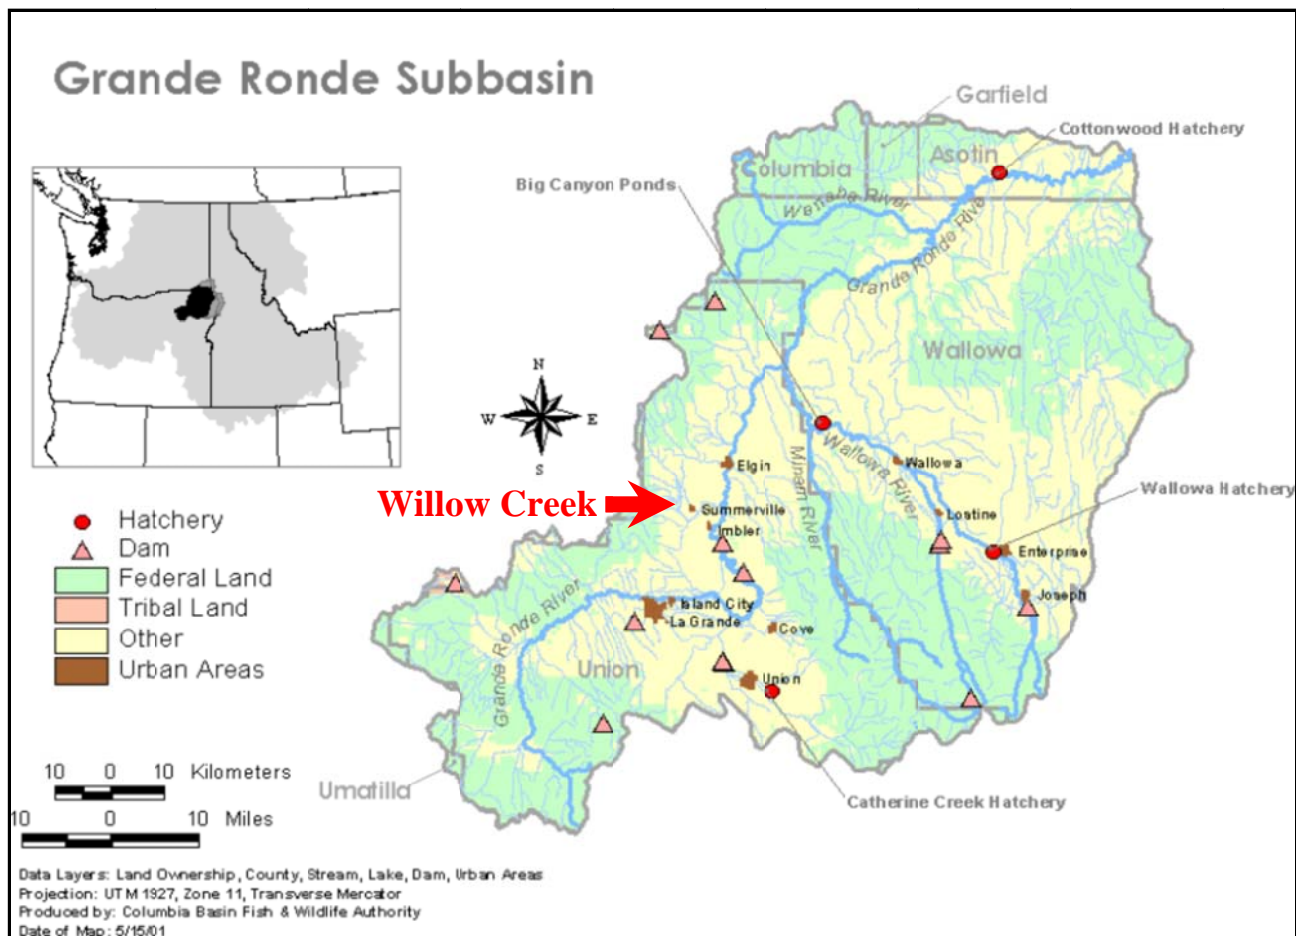 Grande Ronde Subbasin
Garfield
Cottonwood Hatchery
Asotin
Columbia
Big Canyon Ponds
Wenaha River
Grande Ronde River
Wallowa
N
W E
S
Elgin
Wallowa
Wallowa River
Minam River
Wallowa Hatchery
Willow Creek
Summerville
Lostine
Imbler
Enterprise
Joseph
Hatchery
Dam
Federal Land
Tribal Land
Other
Urban Areas
Grande Ronde River
Island City
La Grande
Cove
Union
Union
10 0 10 Kilometers
Umatilla
10 0 10 Miles
Catherine Creek Hatchery
Data Layers: Land Ownership, County, Stream, Lake, Dam, Urban Areas
Projection: UTM 1927, Zone 11, Transverse Mercator
Produced by: Columbia Basin Fish & Wildlife Authority
Date of Map: 5/15/01